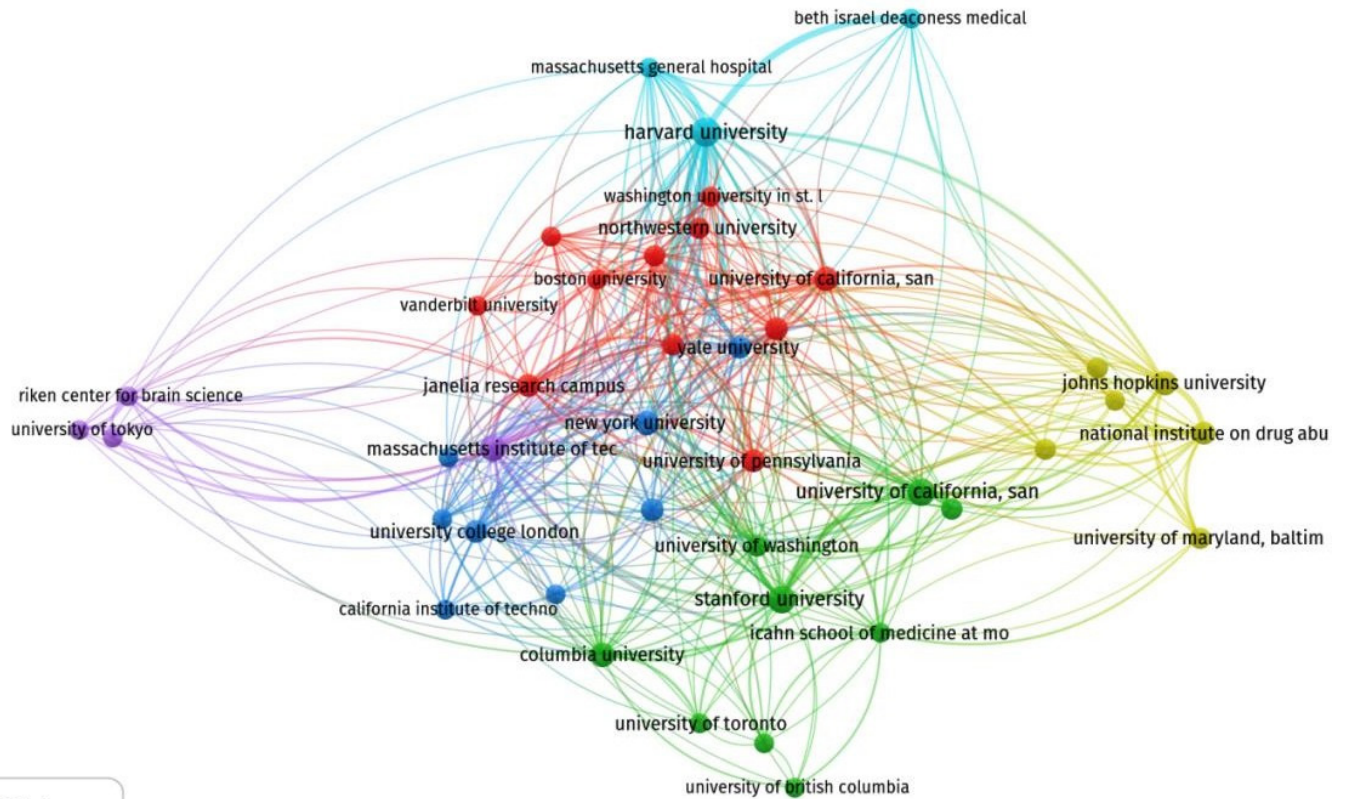 beth israel deaconess medical
massachusetts general hospital
harvard university
washington university in st. l
northwestern university
boston university
university of california, san
vanderbilt university
yale university
janelia research campus
johns hopkins university
riken center for brain science
new york university
university of tokyo
national institute on drug abu
massachusetts institute of tec
university of pennsylvania
university of california, san
university college london
university of maryland, baltim
university of washington
stanford university
california institute of techno
icahn school of medicine at mo
columbia university
university of toronto
university of british columbia